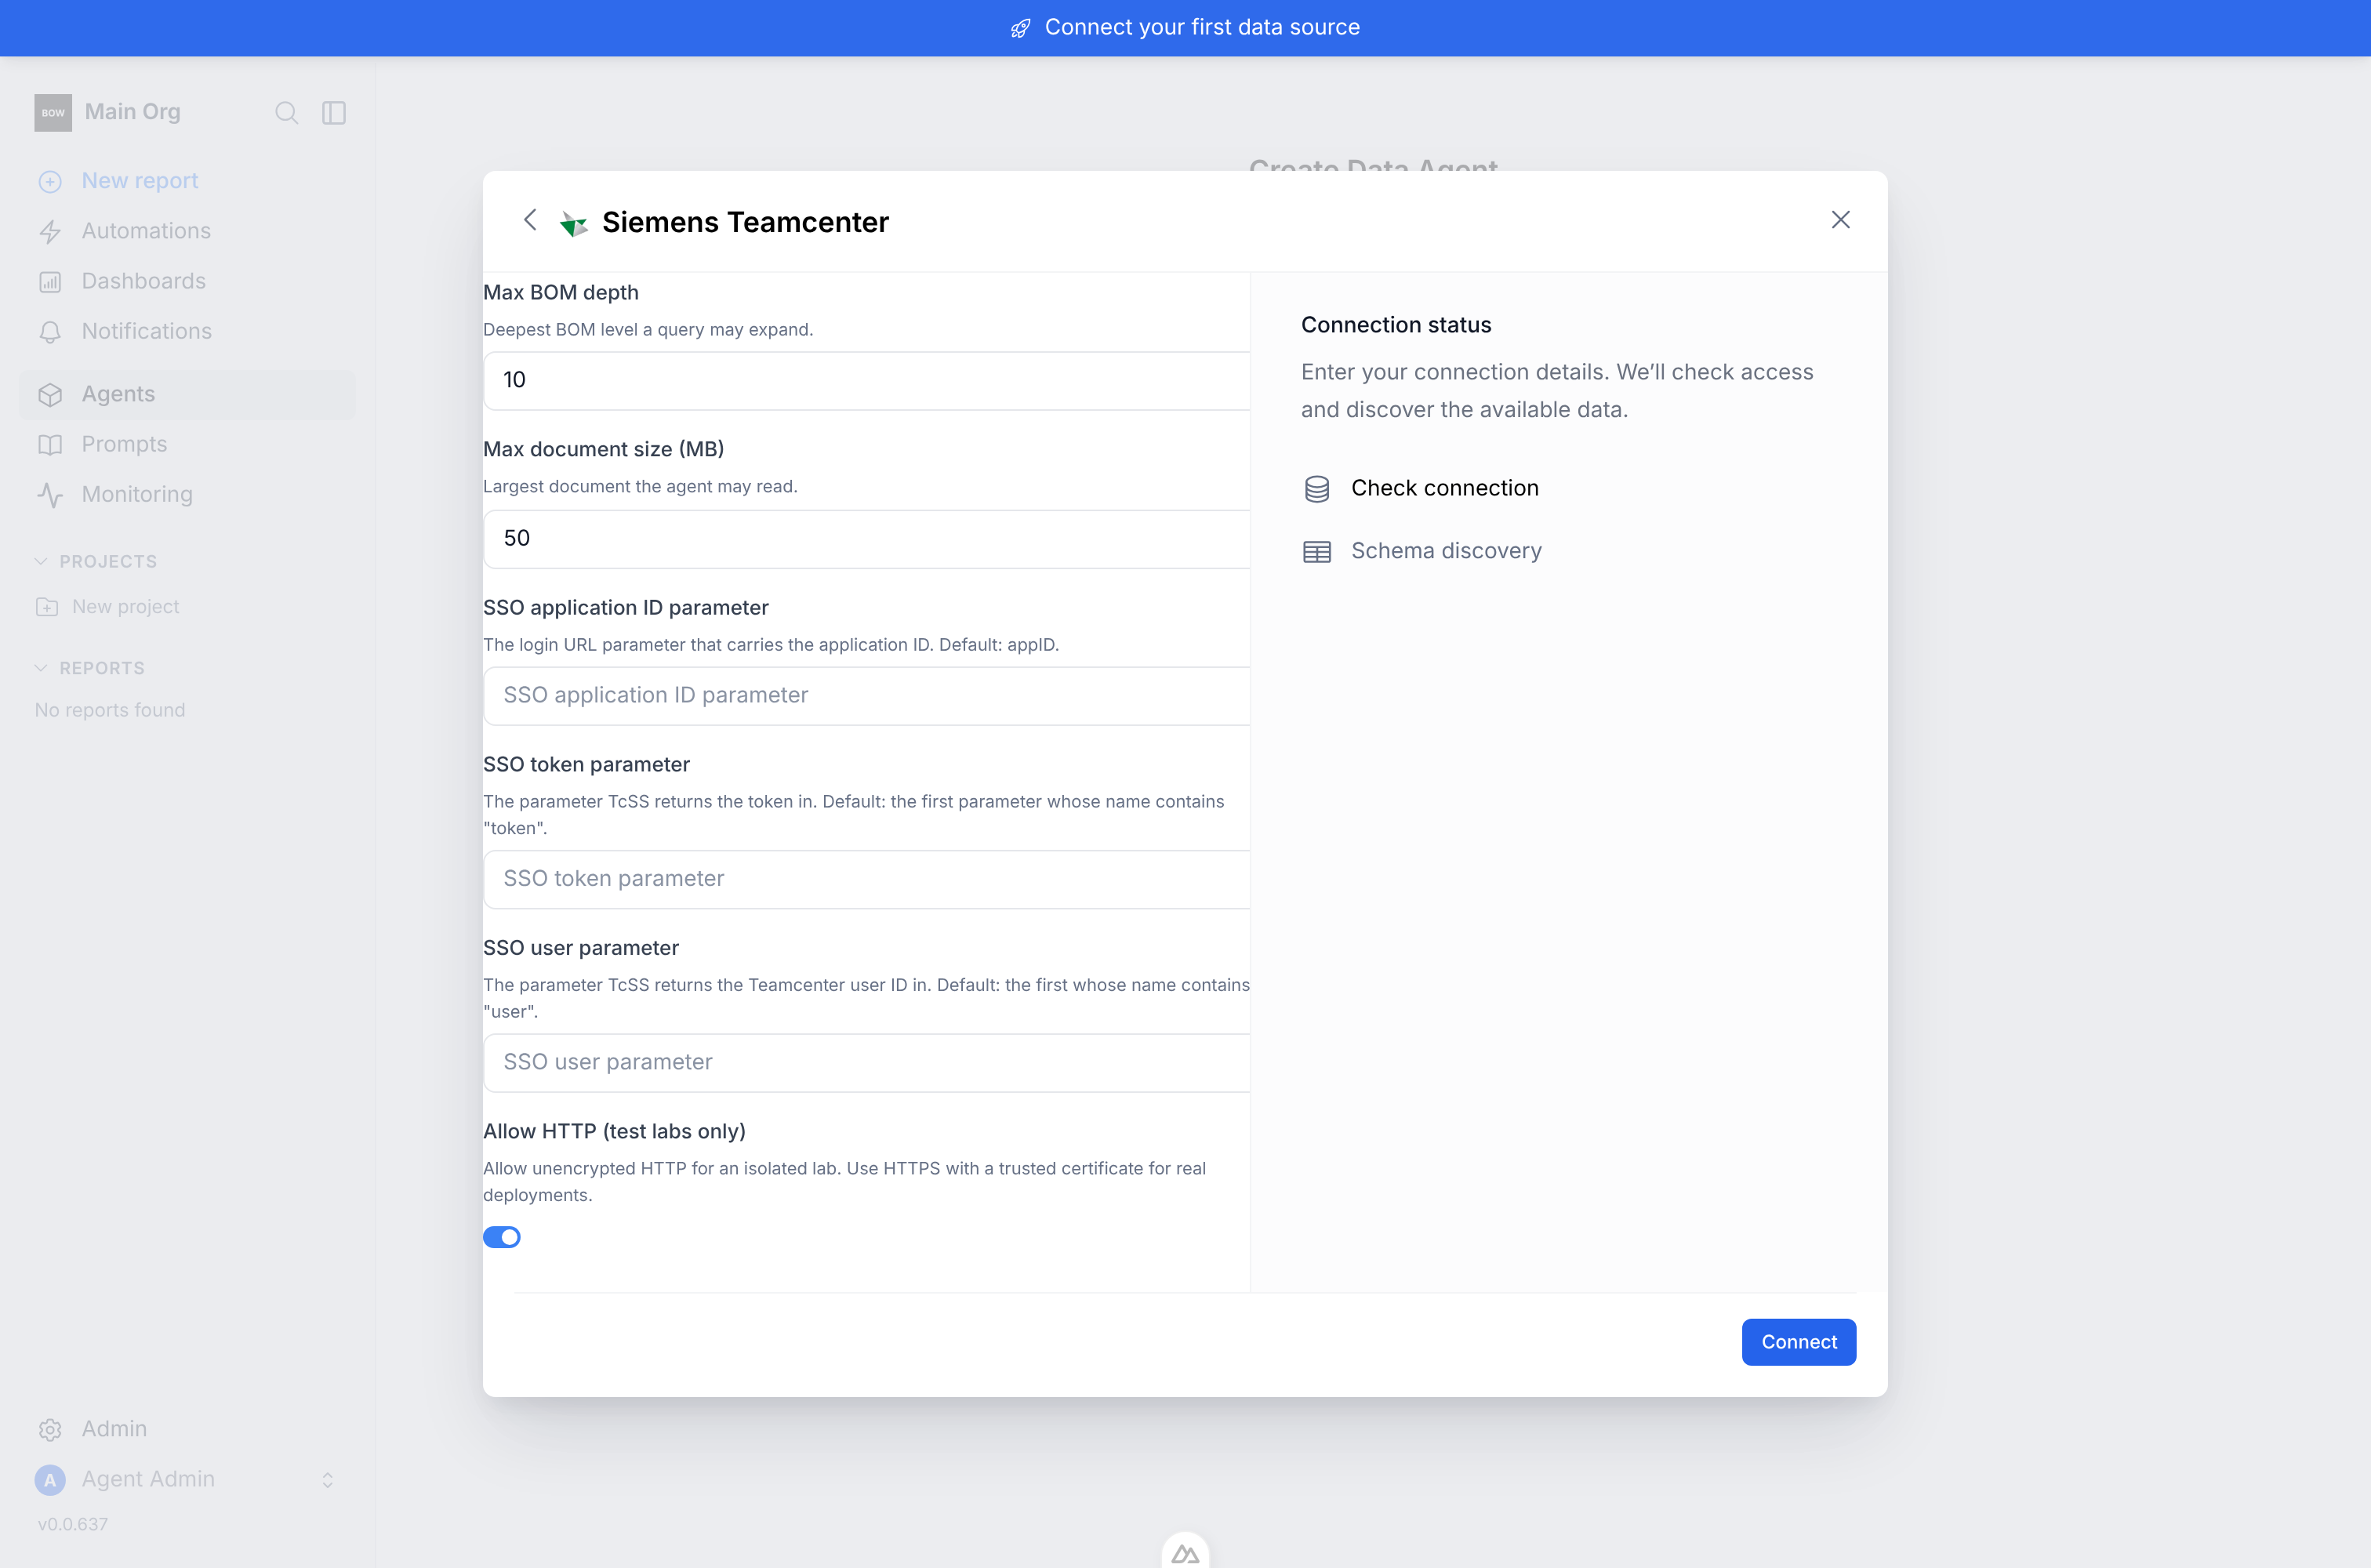 Connect your first data source
BOW
Main Org
New report
Automations
Dashboards
Notifications
Agents
Prompts
Monitoring
PROJECTS
New project
REPORTS
No reports found
Admin
A
Agent Admin
v0.0.637
Create Data Agent
Siemens Teamcenter
Max BOM depth
Deepest BOM level a query may expand.
10
Max document size (MB)
Largest document the agent may read.
50
SSO application ID parameter
The login URL parameter that carries the application ID. Default: appID.
SSO application ID parameter
SSO token parameter
The parameter TcSS returns the token in. Default: the first parameter whose name contains
"token".
SSO token parameter
SSO user parameter
The parameter TcSS returns the Teamcenter user ID in. Default: the first whose name contains
"user".
SSO user parameter
Allow HTTP (test labs only)
Allow unencrypted HTTP for an isolated lab. Use HTTPS with a trusted certificate for real
deployments.
Connection status
Enter your connection details. We’ll check access
and discover the available data.
Check connection
Schema discovery
Connect